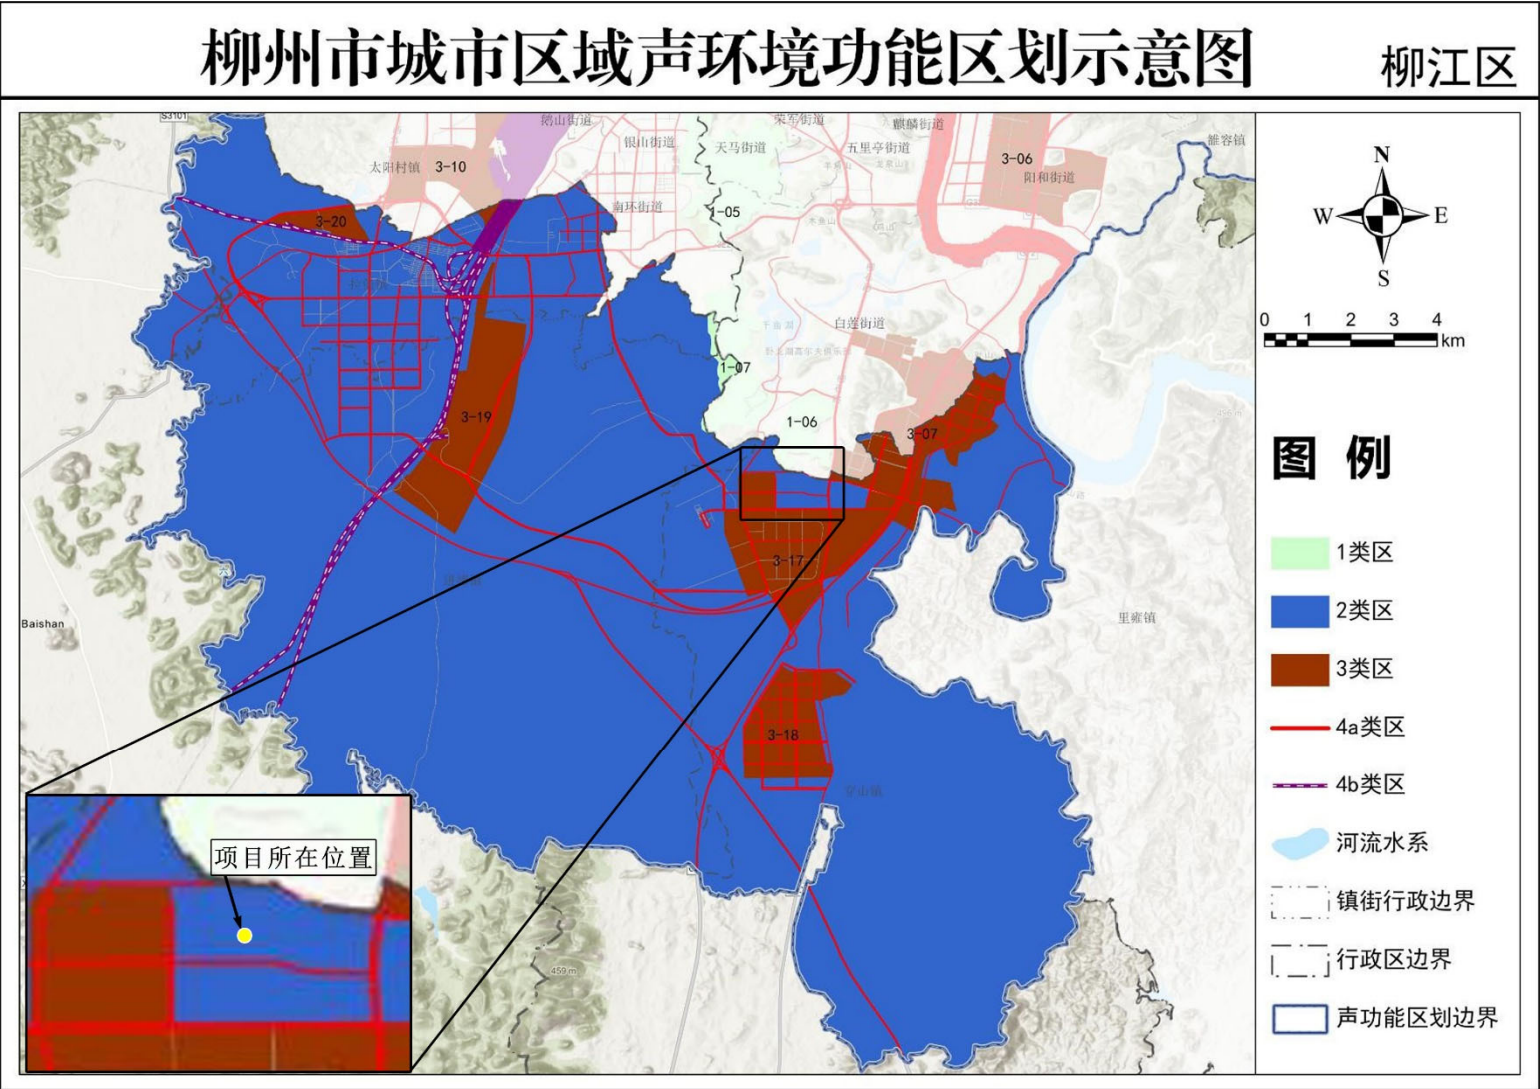 柳州市城市区域声环境功能区划示意图
柳江区
S3101
鹅山街道
荣军街道
麒麟街道
雒容镇
银山街道
天马街道
五里亭街道
太阳村镇
3-10
3-06
阳和街道
南环街道
1-05
3-20
白莲街道
1-07
3-19
1-06
3-07
3-17
里雍镇
Baishan
3-18
穿山镇
项目所在位置
459 m
N
W
E
S
0 1 2 3 4
km
图 例
1类区
2类区
3类区
4a类区
4b类区
河流水系
镇街行政边界
行政区边界
声功能区划边界